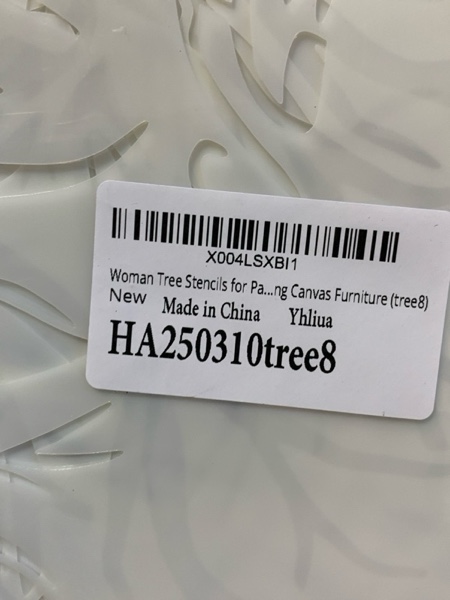 X004LSXBI1
Woman Tree Stencils for Pa...ng Canvas Furniture (tree8)
New Made in China Yhliua
HA250310tree8